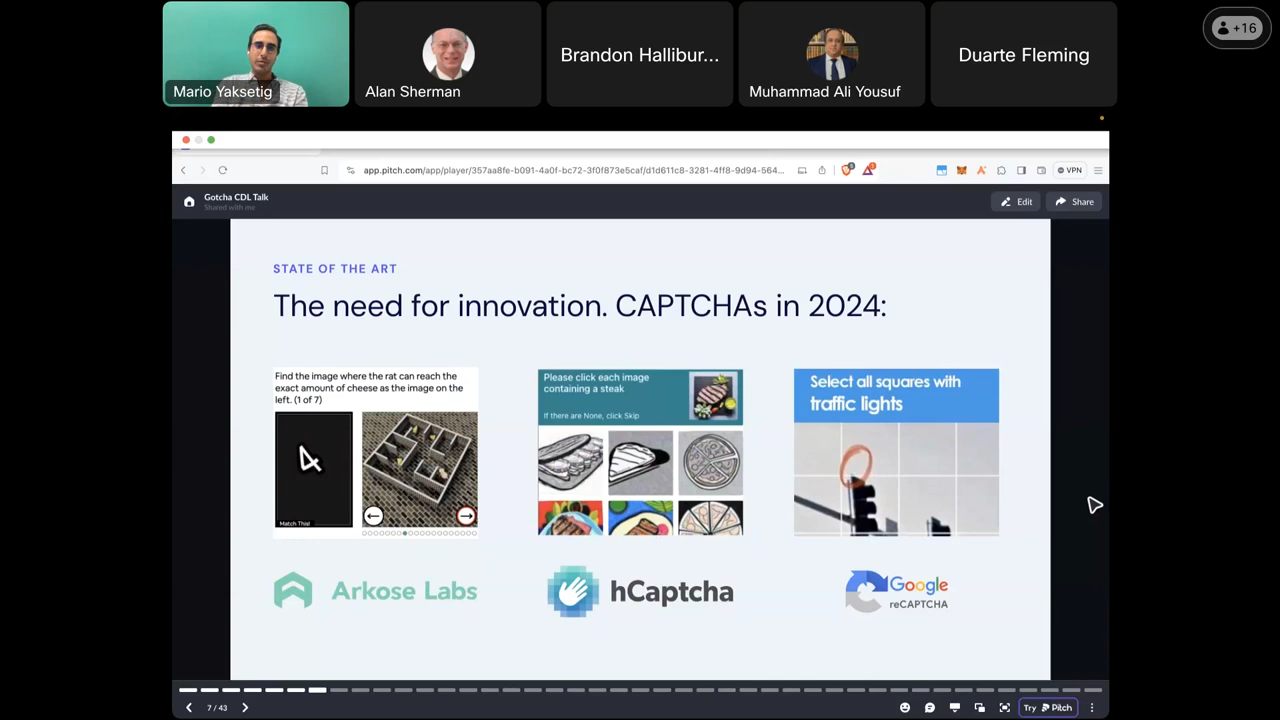 +16
Mario Yaksetig
Alan Sherman
Brandon Hallibur...
Muhammad Ali Yousuf
Duarte Fleming
app.pitch.com/app/player/357aa8fe-b091-4a0f-bc72-3f0f873e5caf/d1d611c8-3281-4ff8-9d94-564...
VPN
Gotcha CDL Talk
Shared with me
Edit
Share
STATE OF THE ART
The need for innovation. CAPTCHAs in 2024:
Find the image where the rat can reach the
exact amount of cheese as the image on the
left. (1 of 7)
4
Match This!
Please click each image
containing a steak
If there are None, click Skip
Select all squares with
traffic lights
Arkose Labs
hCaptcha
Google
reCAPTCHA
7 / 43
Try Pitch